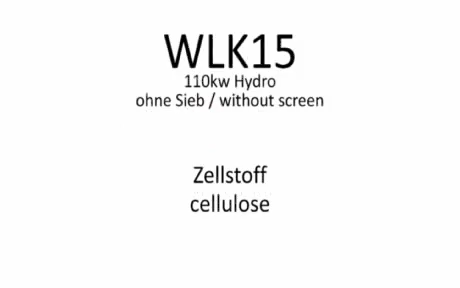 WLK15
110kw Hydro
ohne Sieb / without screen
Zellstoff
cellulose